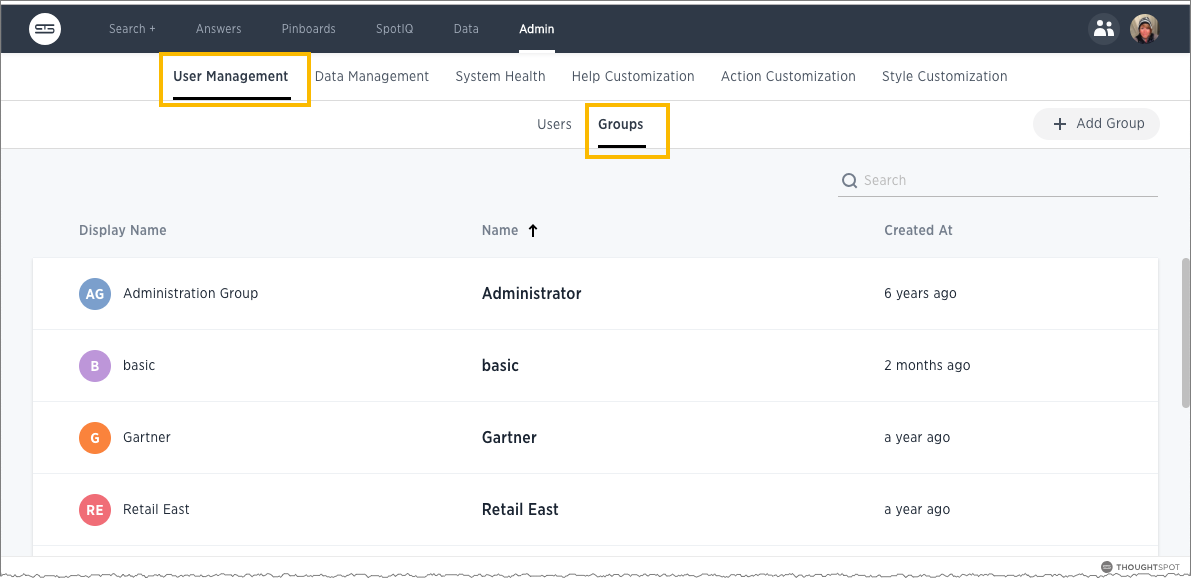 Search + Answers Pinboards SpotIQ Data Admin
User Management Data Management System Health Help Customization Action Customization Style Customization
Users Groups + Add Group
Search
Display Name Name ↑ Created At
AG Administration Group Administrator 6 years ago
B basic basic 2 months ago
G Gartner Gartner a year ago
RE Retail East Retail East a year ago
THOUGHTSPOT